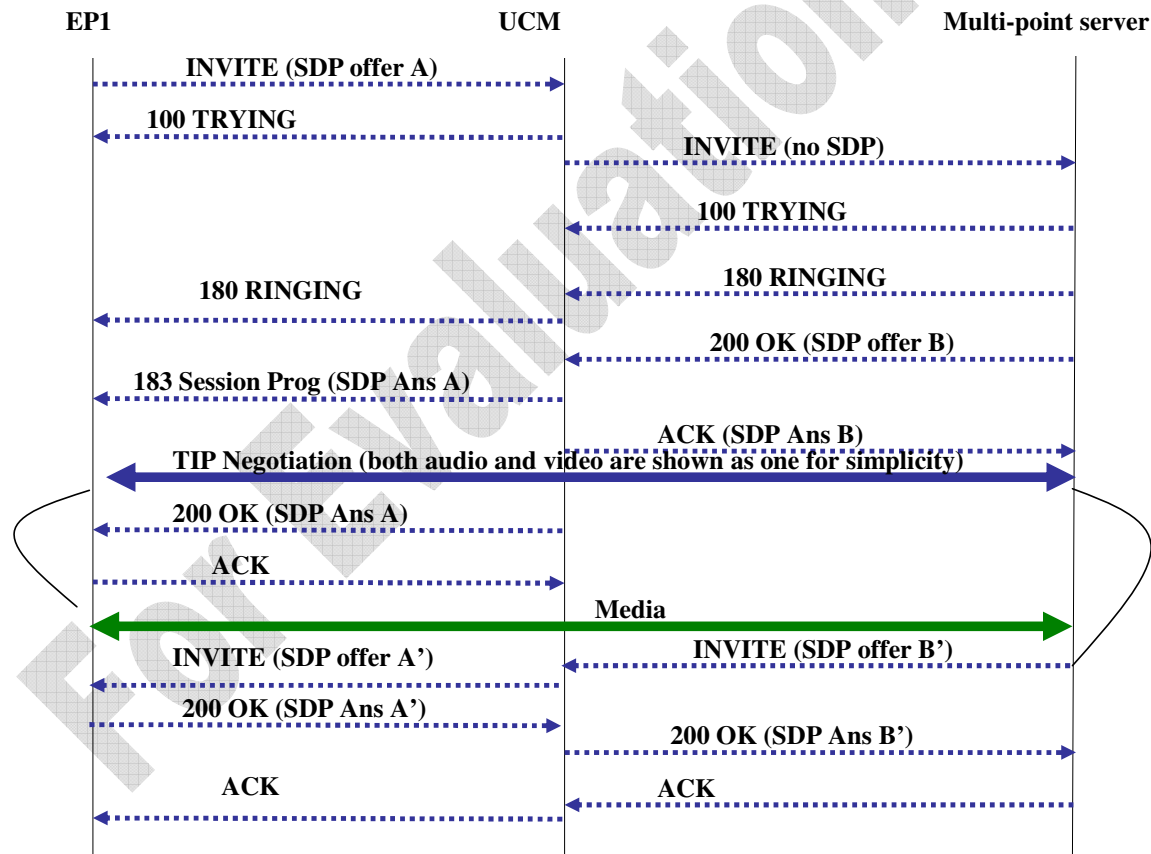 EP1 UCM Multi-point server
INVITE (SDP offer A)
100 TRYING
INVITE (no SDP)
100 TRYING
180 RINGING
180 RINGING
200 OK (SDP offer B)
183 Session Prog (SDP Ans A)
ACK (SDP Ans B)
TIP Negotiation (both audio and video are shown as one for simplicity)
200 OK (SDP Ans A)
ACK
Media
INVITE (SDP offer B’)
INVITE (SDP offer A’)
200 OK (SDP Ans A’)
200 OK (SDP Ans B’)
ACK
ACK
For Evaluation